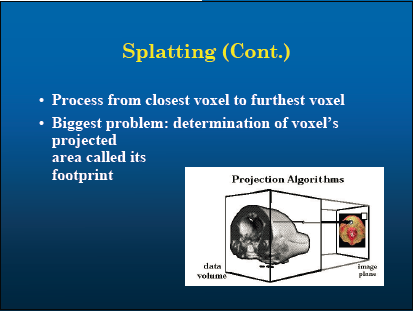 Splatting (Cont.)
• Process from closest voxel to furthest voxel
• Biggest problem: determination of voxel's
projected
area called its
footprint
Projection Algorithms
data
volume
image
plane